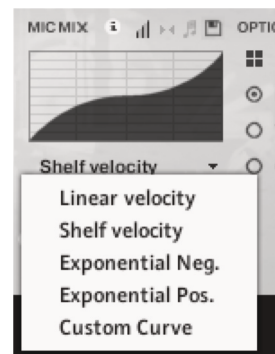 MIC MIX i OPTIO
Shelf velocity
Linear velocity
Shelf velocity
Exponential Neg.
Exponential Pos.
Custom Curve